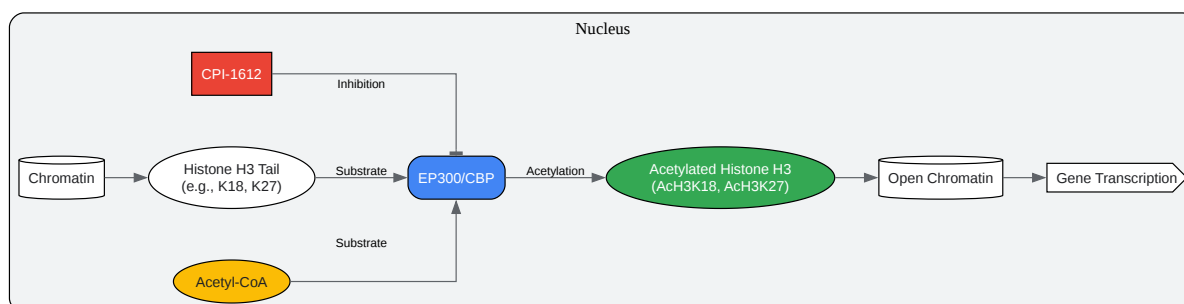 Nucleus
CPI-1612
Inhibition
Chromatin
Histone H3 Tail
(e.g., K18, K27)
Substrate
EP300/CBP
Acetylation
Acetylated Histone H3
(AcH3K18, AcH3K27)
Open Chromatin
Gene Transcription
Substrate
Acetyl-CoA